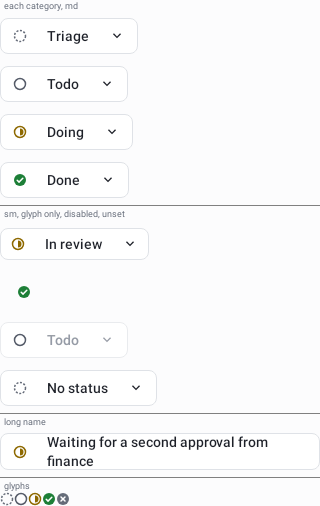 each category, md
Triage
Todo
Doing
Done
sm, glyph only, disabled, unset
In review
Todo
No status
long name
Waiting for a second approval from
finance
glyphs